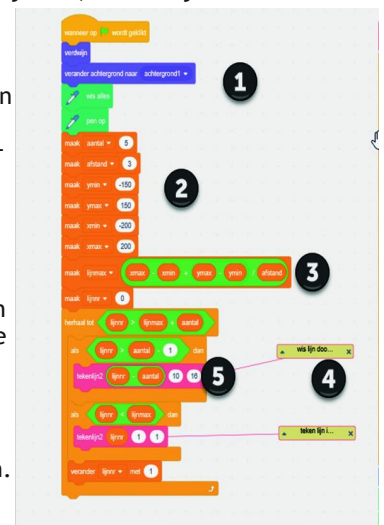 wanneer op wordt geklikt
verdwijn
verander achtergrond naar achtergrond1
wis alles
pen op
maak aantal 5
maak afstand 3
maak ymin -150
maak ymax 150
maak xmin -200
maak xmax 200
maak lijnmax xmax - xmin + ymax - ymin / afstand
maak lijnnr 0
herhaal tot lijnnr > lijnmax + aantal
als lijnnr > aantal - 1 dan
tekenlijn2 lijnnr - aantal 10 16
als lijnnr < lijnmax dan
tekenlijn2 lijnnr 1 1
verander lijnnr met 1
wis lijn doo... x
teken lijn i... x
1
2
3
4
5
n
-
n
e
n.